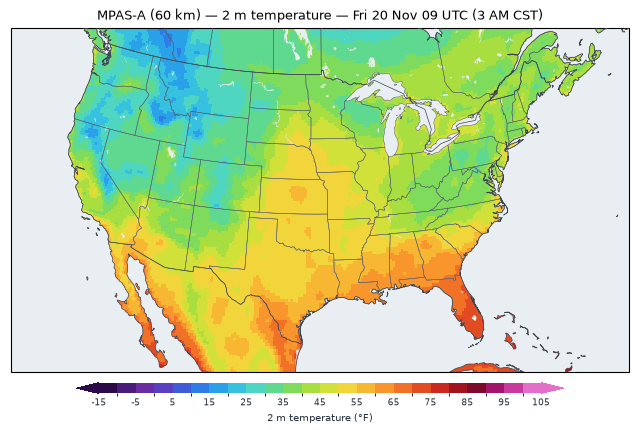 MPAS-A (60 km) — 2 m temperature — Fri 20 Nov 09 UTC (3 AM CST)
-15 -5 5 15 25 35 45 55 65 75 85 95 105
2 m temperature (°F)